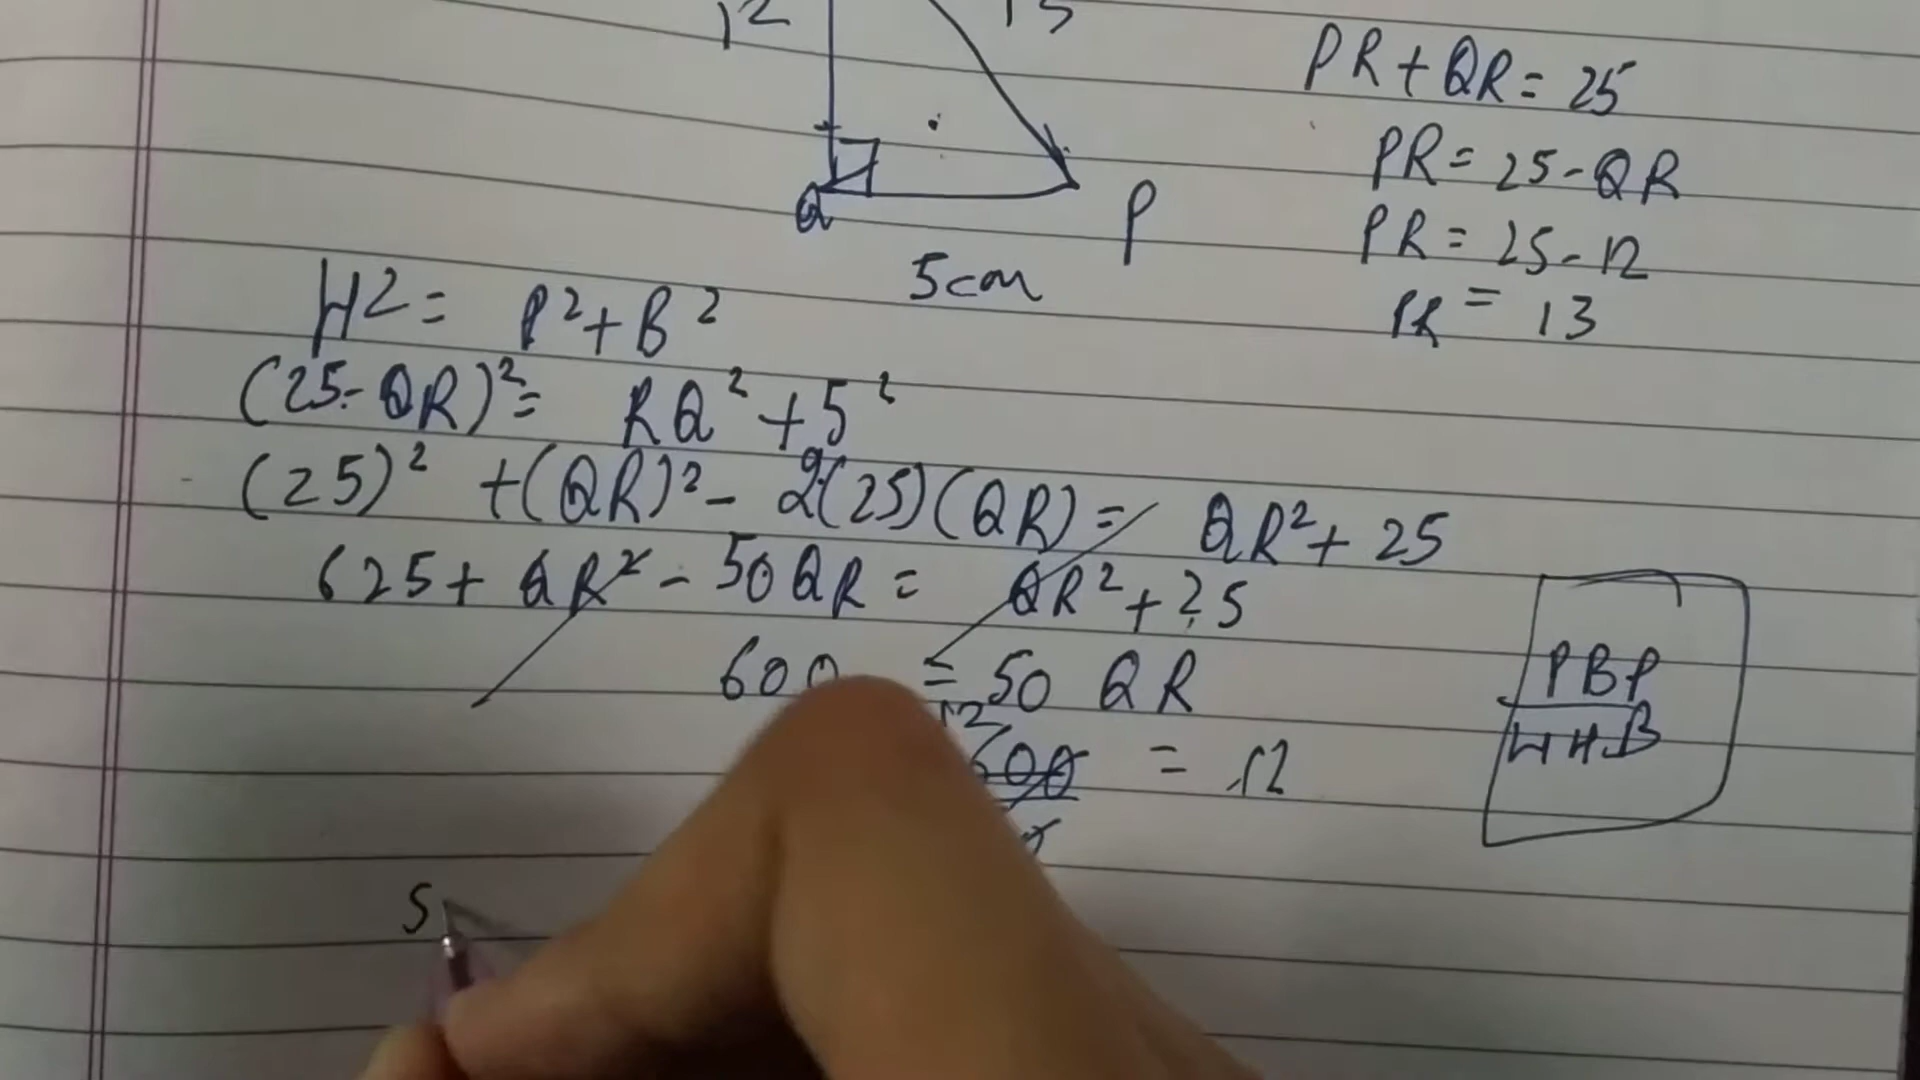 12
PR + QR = 25
PR = 25 - QR
PR = 25 - 12
PR = 13
Q
P
5cm
H2 = P² + B²
(25 - QR)² = RQ² + 5²
(25)² + (QR)² - 2(25)(QR) = QR² + 25
625 + QR² - 50QR = QR² + 25
600 = 50 QR
12
600 = 12
PBP
HHB
S